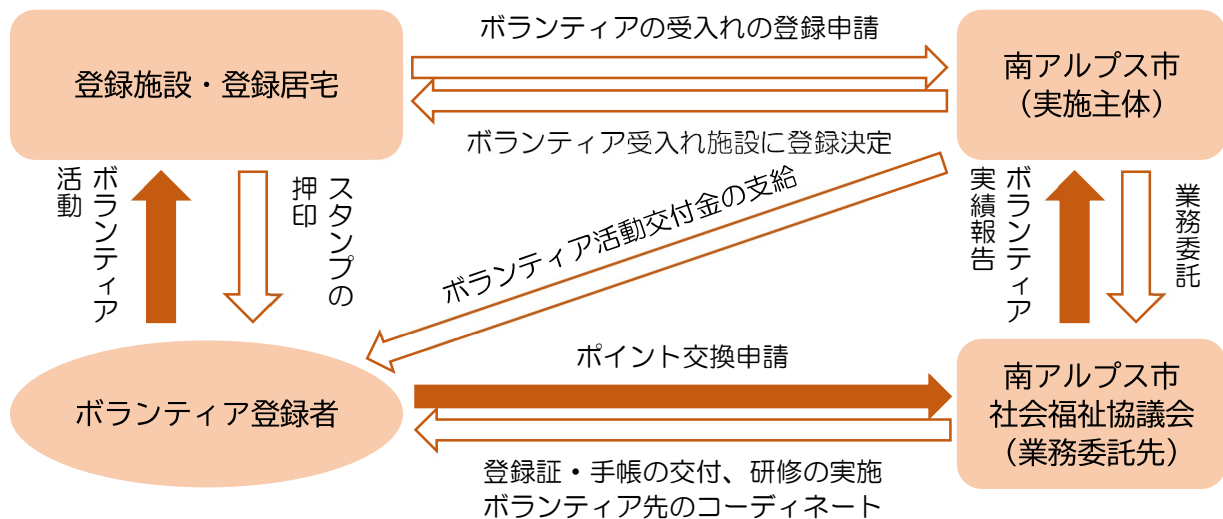 ボランティアの受入れの登録申請
登録施設・登録居宅
南アルプス市
（実施主体）
ボランティア受入れ施設に登録決定
ボランティア
活動
スタンプの
押印
ボランティア活動交付金の支給
ボランティア
実績報告
業務委託
ポイント交換申請
ボランティア登録者
南アルプス市
社会福祉協議会
（業務委託先）
登録証・手帳の交付、研修の実施
ボランティア先のコーディネート